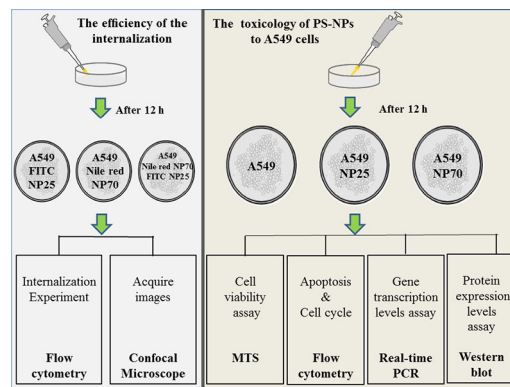 The efficiency of the
internalization
After 12 h
A549
FITC
NP25
A549
Nile red
NP70
A549
Nile red NP70
FITC NP25
Internalization
Experiment
Flow
cytometry
Acquire
images
Confocal
Microscope
The toxicology of PS-NPs
to A549 cells
After 12 h
A549
A549
NP25
A549
NP70
Cell
viability
assay
MTS
Apoptosis
&
Cell cycle
Flow
cytometry
Gene
transcription
levels assay
Real-time
PCR
Protein
expression
levels
assay
Western
blot